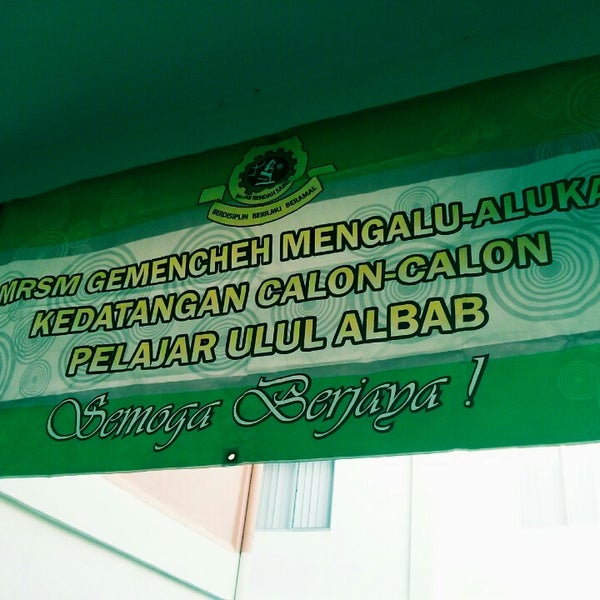 BERDISIPLIN BERILMU BERAMAL
MRSM GEMENCHEH MENGALU-ALUKA
KEDATANGAN CALON-CALON
PELAJAR ULUL ALBAB
Semoga Berjaya !